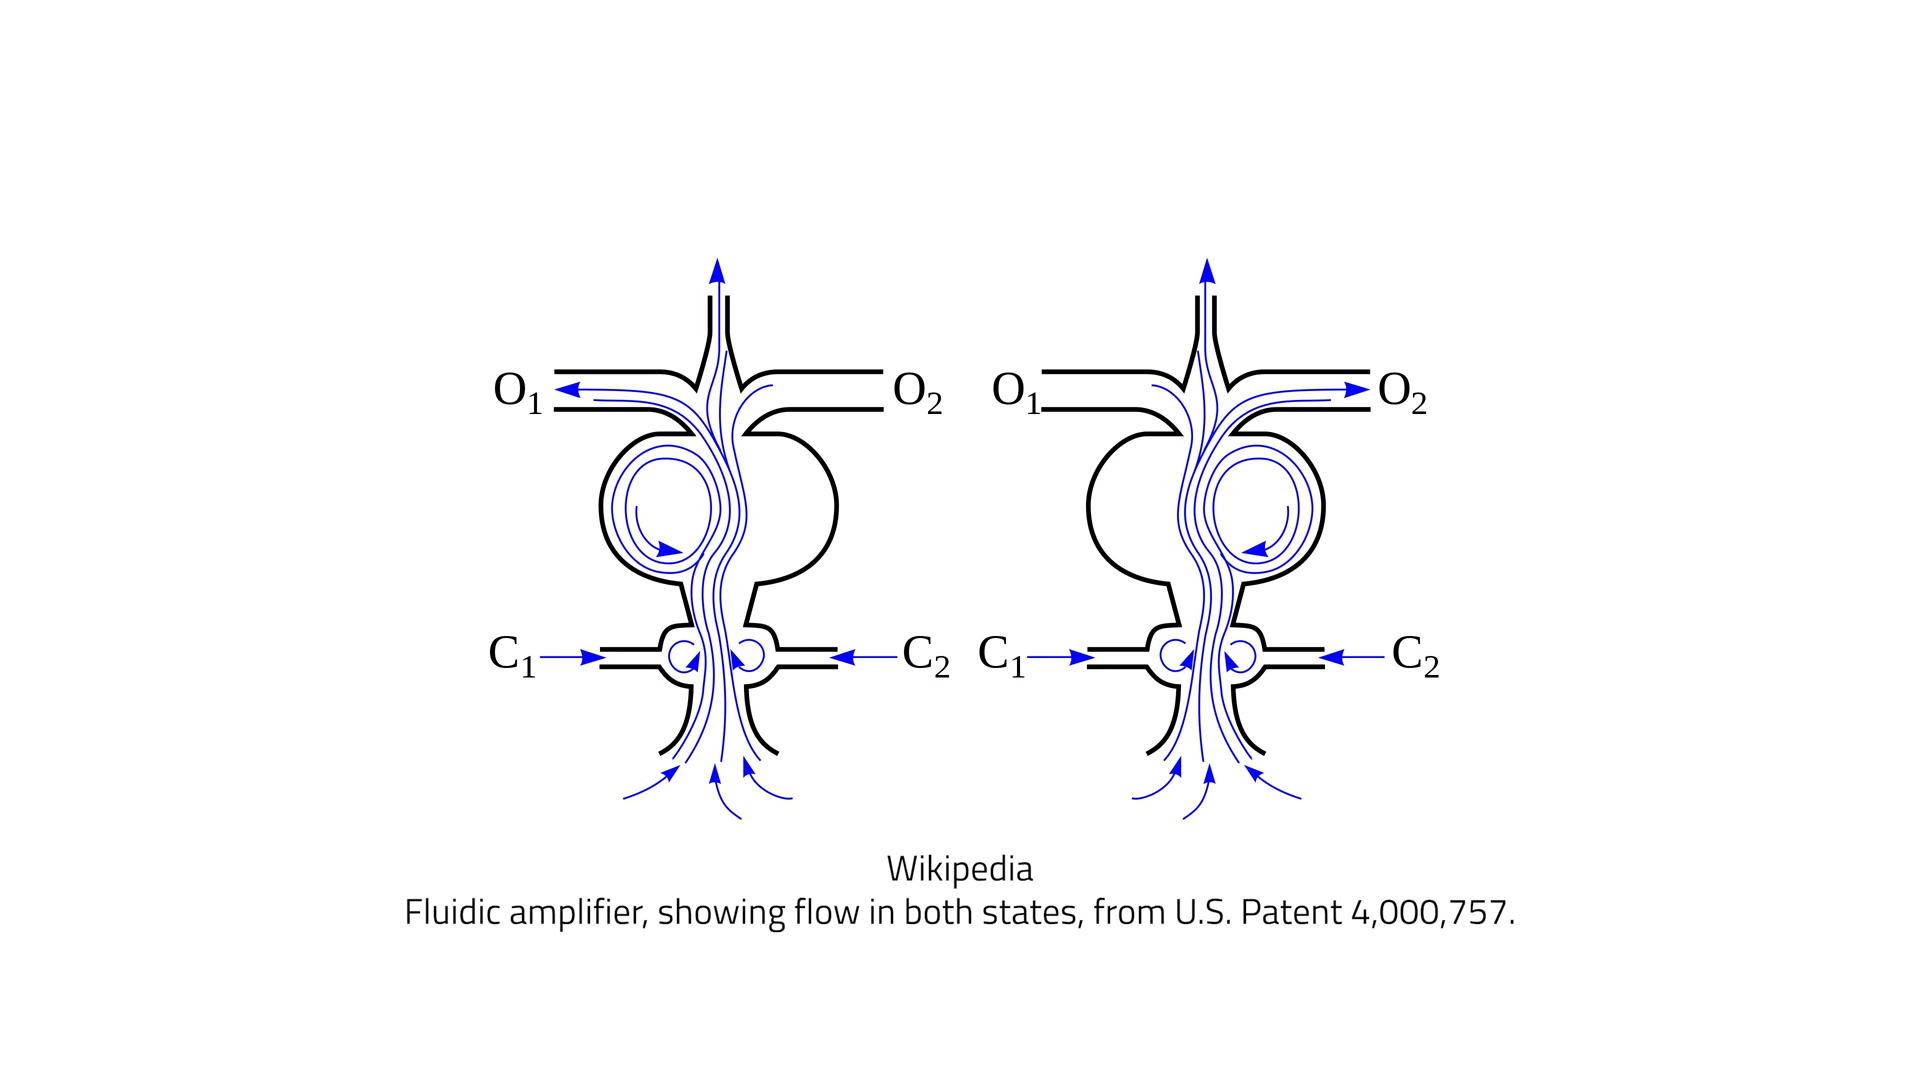 O1 O2 O1 O2
C1 C2 C1 C2
Wikipedia
Fluidic amplifier, showing flow in both states, from U.S. Patent 4,000,757.